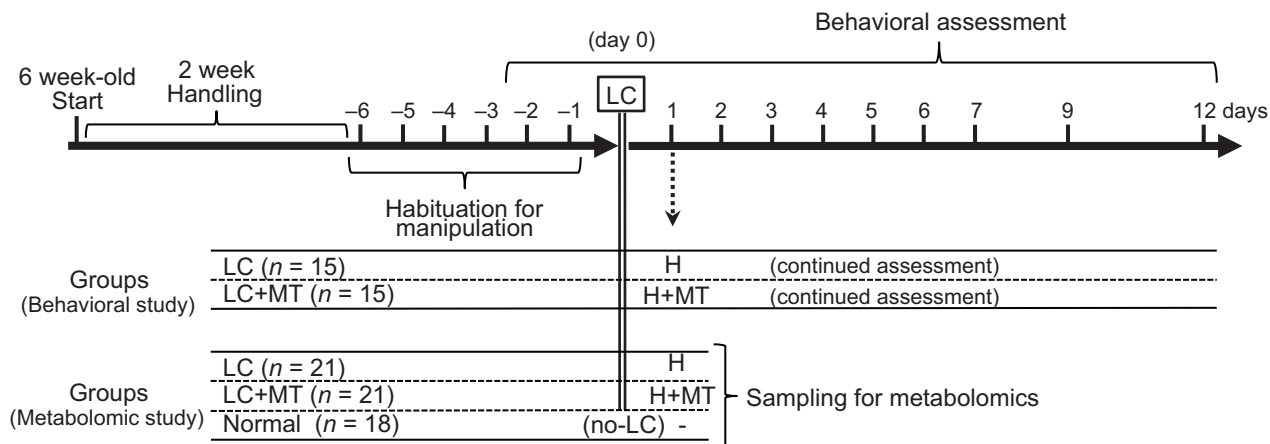 (day 0)
Behavioral assessment
6 week-old
Start
2 week
Handling
LC
–6 –5 –4 –3 –2 –1 1 2 3 4 5 6 7 9 12 days
Habituation for
manipulation
Groups
(Behavioral study)
LC (n = 15) H (continued assessment)
LC+MT (n = 15) H+MT (continued assessment)
Groups
(Metabolomic study)
LC (n = 21) H
LC+MT (n = 21) H+MT
Normal (n = 18) (no-LC) -
Sampling for metabolomics